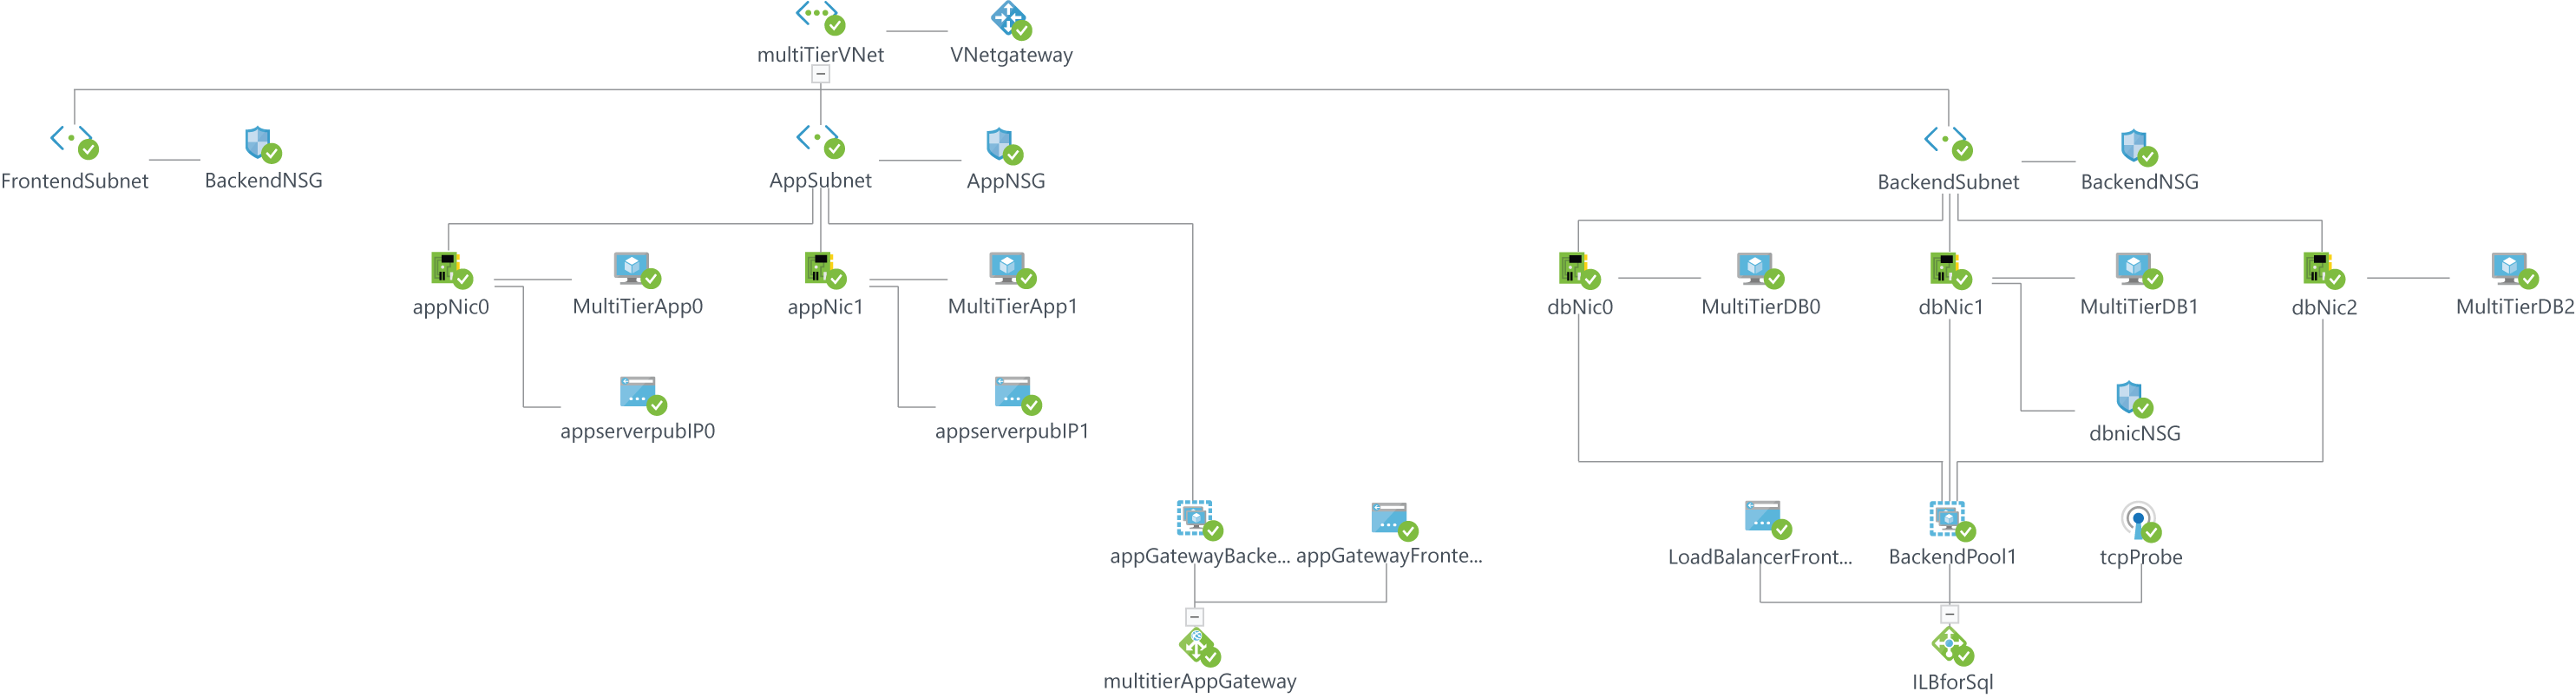 multiTierVNet
VNetgateway
FrontendSubnet
BackendNSG
AppSubnet
AppNSG
BackendSubnet
BackendNSG
appNic0
MultiTierApp0
appNic1
MultiTierApp1
dbNic0
MultiTierDB0
dbNic1
MultiTierDB1
dbNic2
MultiTierDB2
appserverpubIP0
appserverpubIP1
dbnicNSG
appGatewayBacke...
appGatewayFronte...
LoadBalancerFront...
BackendPool1
tcpProbe
multitierAppGateway
ILBforSql